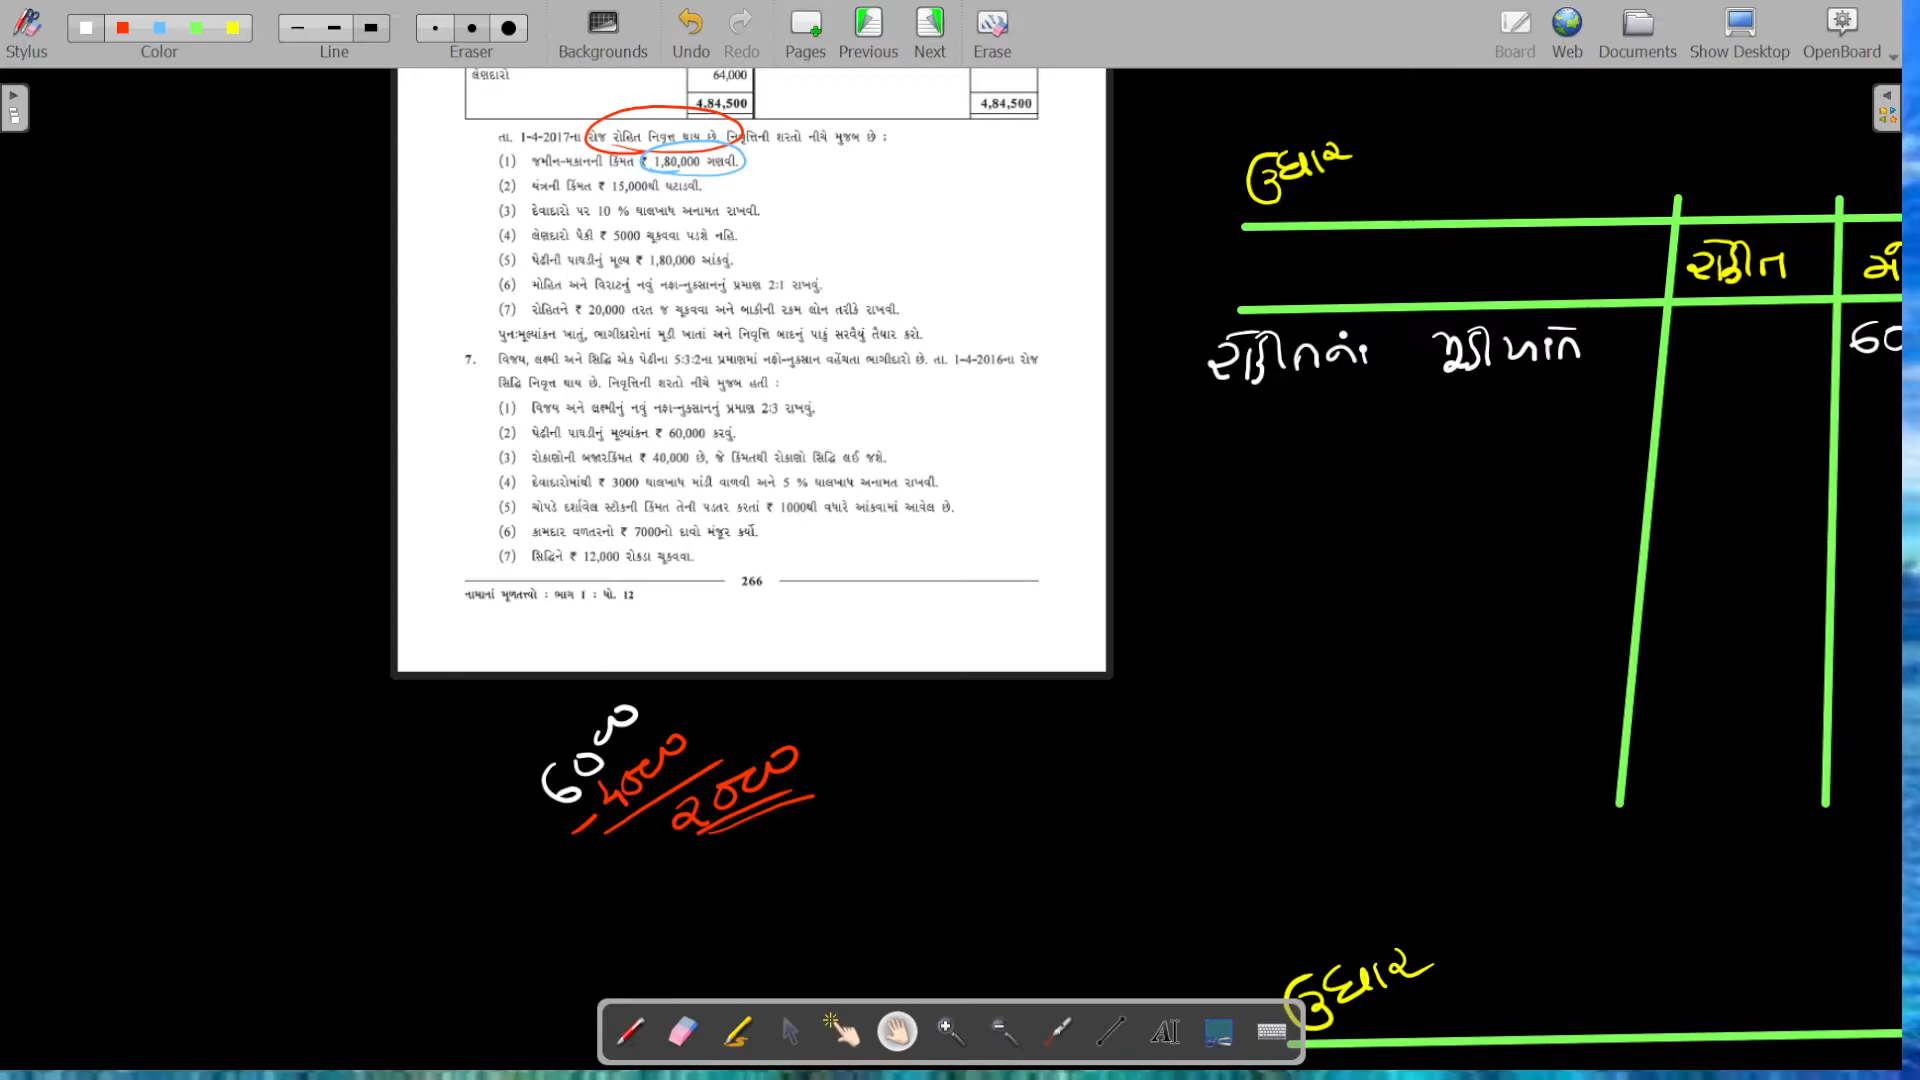 Stylus
Color
Line
Eraser
Backgrounds
Undo
Redo
Pages
Previous
Next
Erase
Board
Web
Documents
Show Desktop
OpenBoard
લેણદારો 64,000
4,84,500 4,84,500
તા. 1-4-2017ના રોજ રોહિત નિવૃત્ત થાય છે. નિવૃત્તિની શરતો નીચે મુજબ છે :
(1) જમીન-મકાનની કિંમત ₹ 1,80,000 ગણવી.
(2) યંત્રની કિંમત ₹ 15,000થી ઘટાડવી.
(3) દેવાદારો પર 10 % ઘાલખાધ અનામત રાખવી.
(4) લેણદારો પૈકી ₹ 5000 ચૂકવવા પડશે નહિ.
(5) પેઢીની પાઘડીનું મૂલ્ય ₹ 1,80,000 આંકવું.
(6) મોહિત અને વિરાટનું નવું નફા-નુકસાનનું પ્રમાણ 2:1 રાખવું.
(7) રોહિતને ₹ 20,000 તરત જ ચૂકવવા અને બાકીની રકમ લોન તરીકે રાખવી.
પુનઃમૂલ્યાંકન ખાતું, ભાગીદારોનાં મૂડી ખાતાં અને નિવૃત્તિ બાદનું પાકું સરવૈયું તૈયાર કરો.
7. વિજય, લક્ષ્મી અને સિદ્ધિ એક પેઢીના 5:3:2ના પ્રમાણમાં નફો-નુકસાન વહેંચતા ભાગીદારો છે. તા. 1-4-2016ના રોજ
સિદ્ધિ નિવૃત્ત થાય છે. નિવૃત્તિની શરતો નીચે મુજબ હતી :
(1) વિજય અને લક્ષ્મીનું નવું નફા-નુકસાનનું પ્રમાણ 2:3 રાખવું.
(2) પેઢીની પાઘડીનું મૂલ્યાંકન ₹ 60,000 કરવું.
(3) રોકાણોની બજારકિંમત ₹ 40,000 છે, જે કિંમતથી રોકાણો સિદ્ધિ લઈ જશે.
(4) દેવાદારોમાંથી ₹ 3000 ઘાલખાધ માંડી વાળવી અને 5 % ઘાલખાધ અનામત રાખવી.
(5) ચોપડે દર્શાવેલ સ્ટૉકની કિંમત તેની પડતર કરતાં ₹ 1000થી વધારે આંકવામાં આવેલ છે.
(6) કામદાર વળતરનો ₹ 7000નો દાવો મંજૂર કર્યો.
(7) સિદ્ધિને ₹ 12,000 રોકડા ચૂકવવા.
266
નામાનાં મૂળતત્ત્વો : ભાગ I : ધો. 12
ઉધાર
રોહીત
રોહીતનાં મૂડી ખાતે 60
6000
- 4000
2000
ઉધાર